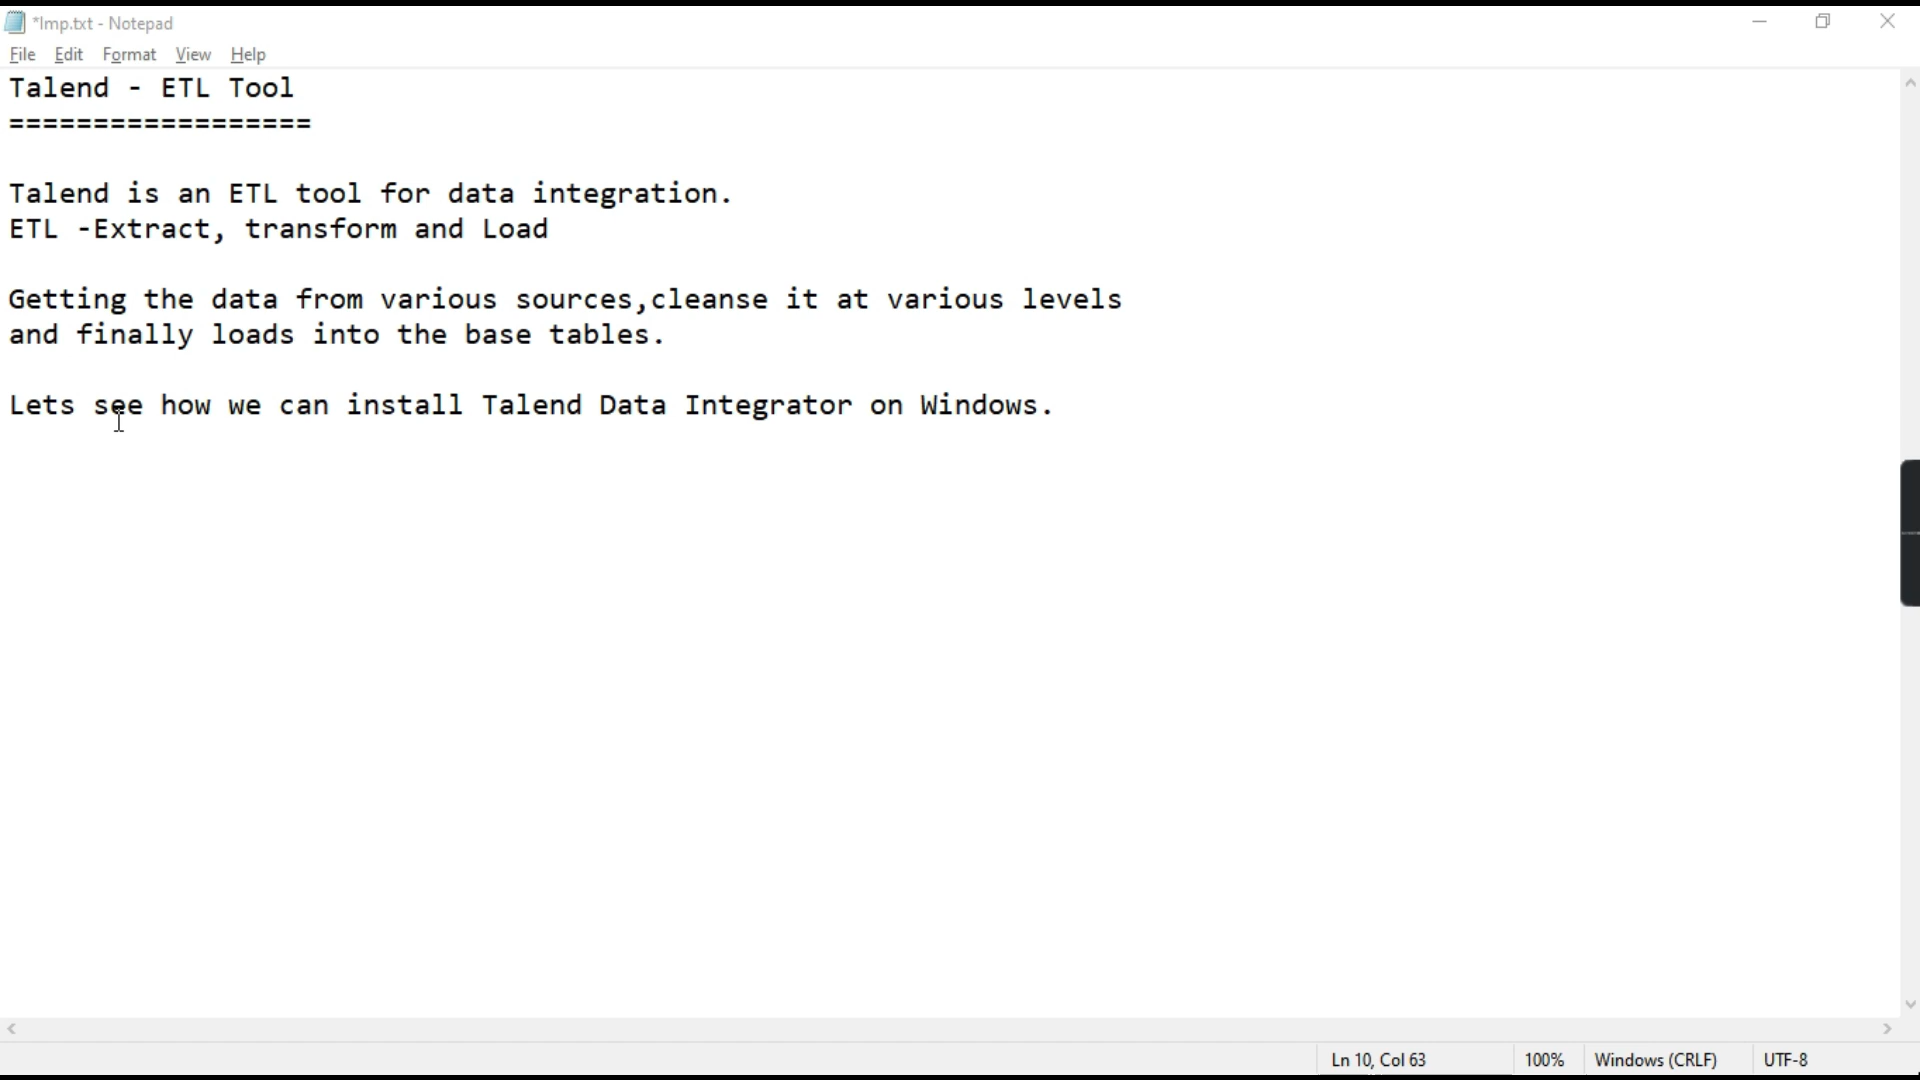 *Imp.txt - Notepad
File Edit Format View Help
Talend - ETL Tool
==================
Talend is an ETL tool for data integration.
ETL -Extract, transform and Load
Getting the data from various sources,cleanse it at various levels
and finally loads into the base tables.
Lets see how we can install Talend Data Integrator on Windows.
Ln 10, Col 63 100% Windows (CRLF) UTF-8